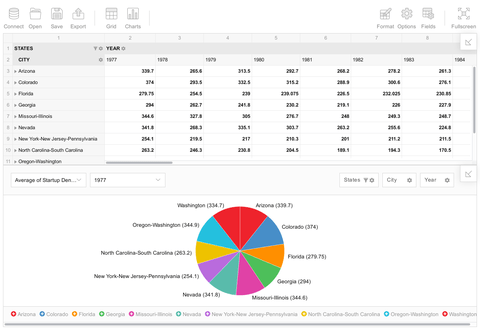 Connect Open Save Export Grid Charts Format Options Fields Fullscreen
1 2 3 4 5 6 7 8
1 STATES YEAR
2 CITY 1977 1978 1979 1980 1981 1982 1983 1984
3 Arizona 339.7 265.6 313.5 292.7 268.2 278.2 261.3
4 Colorado 374 283.5 332.5 315.2 288.9 300.6 276.1
5 Florida 279.75 254.5 239 239.075 226.5 232.025 230.85
6 Georgia 294 262.7 241.8 230.2 219.1 226 227.9
7 Missouri-Illinois 344.6 327.8 305 276.7 248 249.3 248.7
8 Nevada 341.8 268.3 335.1 303.7 263.2 255.6 224.8
9 New York-New Jersey-Pennsylvania 254.1 219.5 217 210.3 201 211.2 211.5
10 North Carolina-South Carolina 263.2 246.3 230.8 204.5 189.1 194.3 170.5
11 Oregon-Washington
Average of Startup Den... 1977 States City Year
Washington (334.7) Arizona (339.7)
Oregon-Washington (344.9) Colorado (374)
North Carolina-South Carolina (263.2) Florida (279.75)
New York-New Jersey-Pennsylvania (254.1) Georgia (294)
Nevada (341.8) Missouri-Illinois (344.6)
Arizona Colorado Florida Georgia Missouri-Illinois Nevada New York-New Jersey-Pennsylvania North Carolina-South Carolina Oregon-Washington Washington